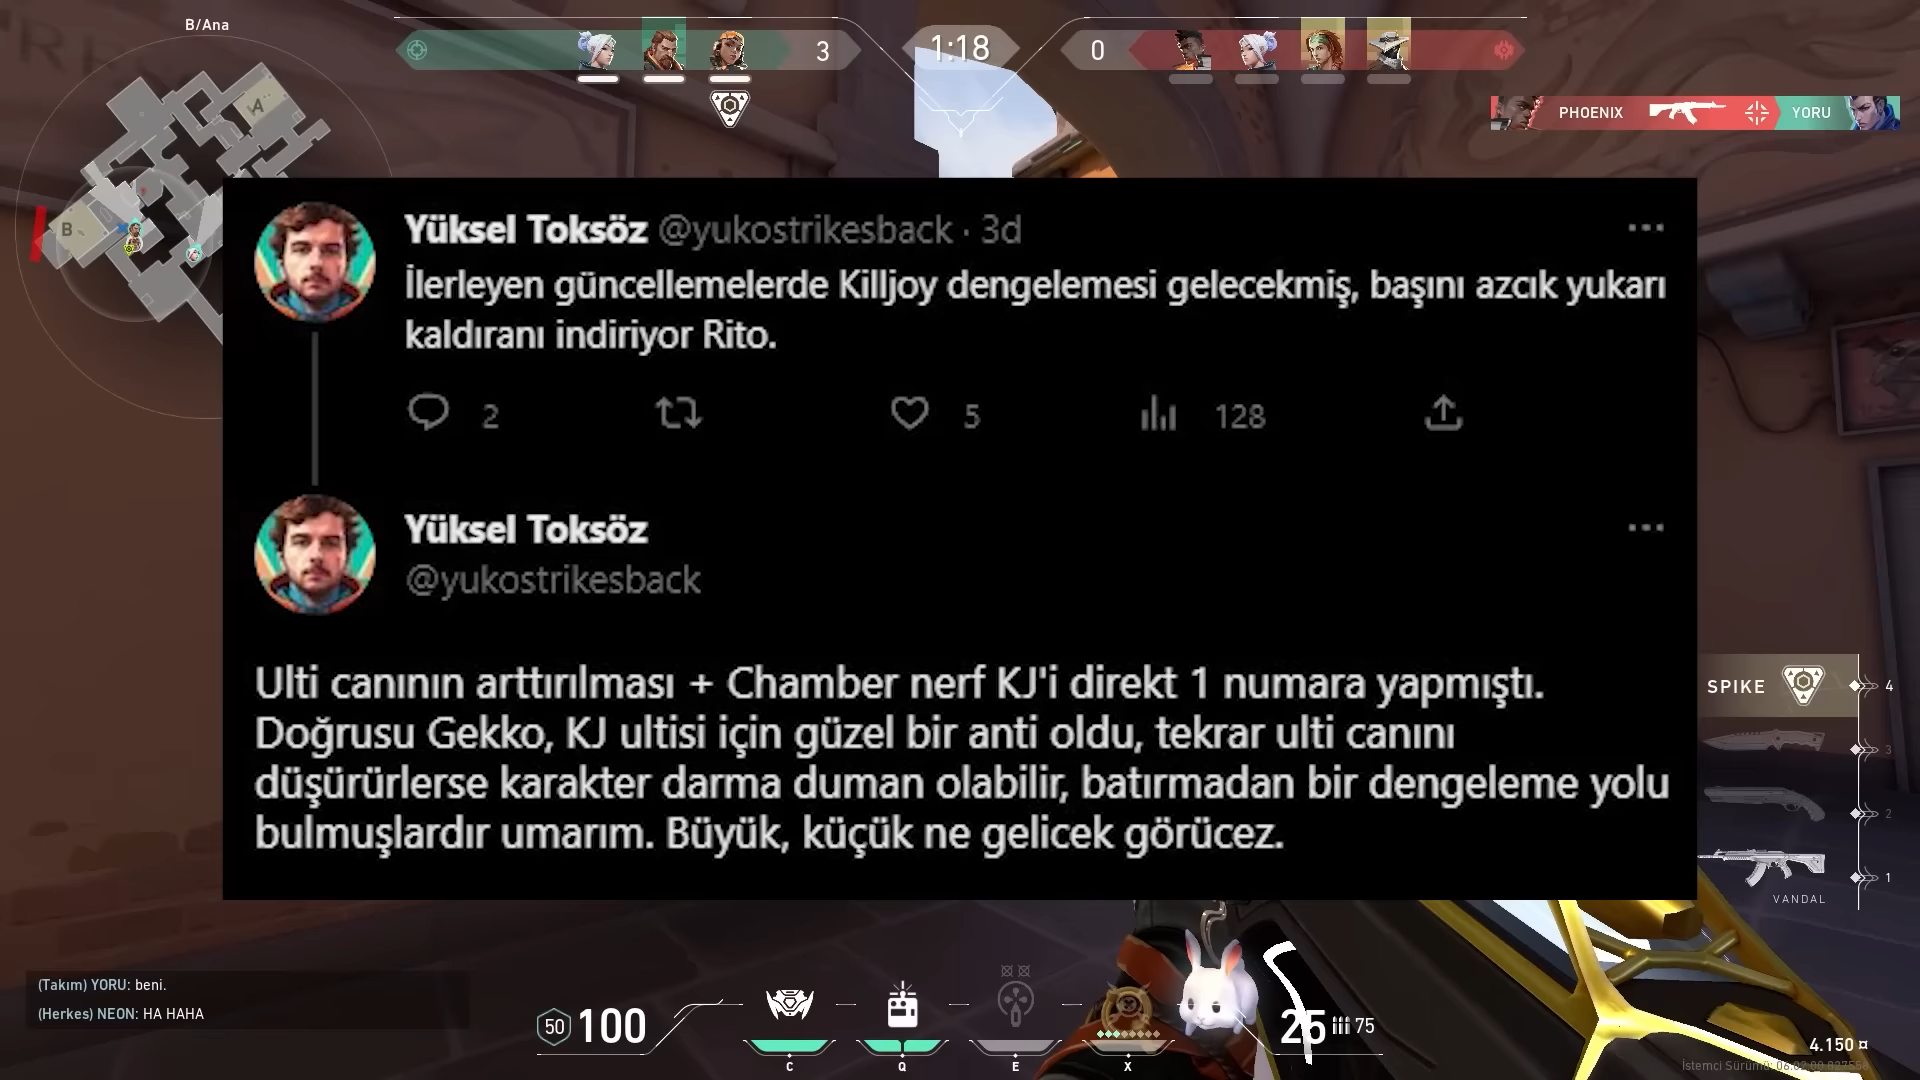 B/Ana
3
1:18
0
PHOENIX
YORU
A
B
Yüksel Toksöz @yukostrikesback · 3d
İlerleyen güncellemelerde Killjoy dengelemesi gelecekmiş, başını azcık yukarı
kaldıranı indiriyor Rito.
2
5
128
Yüksel Toksöz
@yukostrikesback
Ulti canının arttırılması + Chamber nerf KJ'i direkt 1 numara yapmıştı.
Doğrusu Gekko, KJ ultisi için güzel bir anti oldu, tekrar ulti canını
düşürürlerse karakter darma duman olabilir, batırmadan bir dengeleme yolu
bulmuşlardır umarım. Büyük, küçük ne gelicek görücez.
SPIKE
4
3
2
1
VANDAL
(Takım) YORU: beni.
(Herkes) NEON: HA HAHA
50 100
C
Q
E
X
25 75
4.150
İstemci Sürümü: